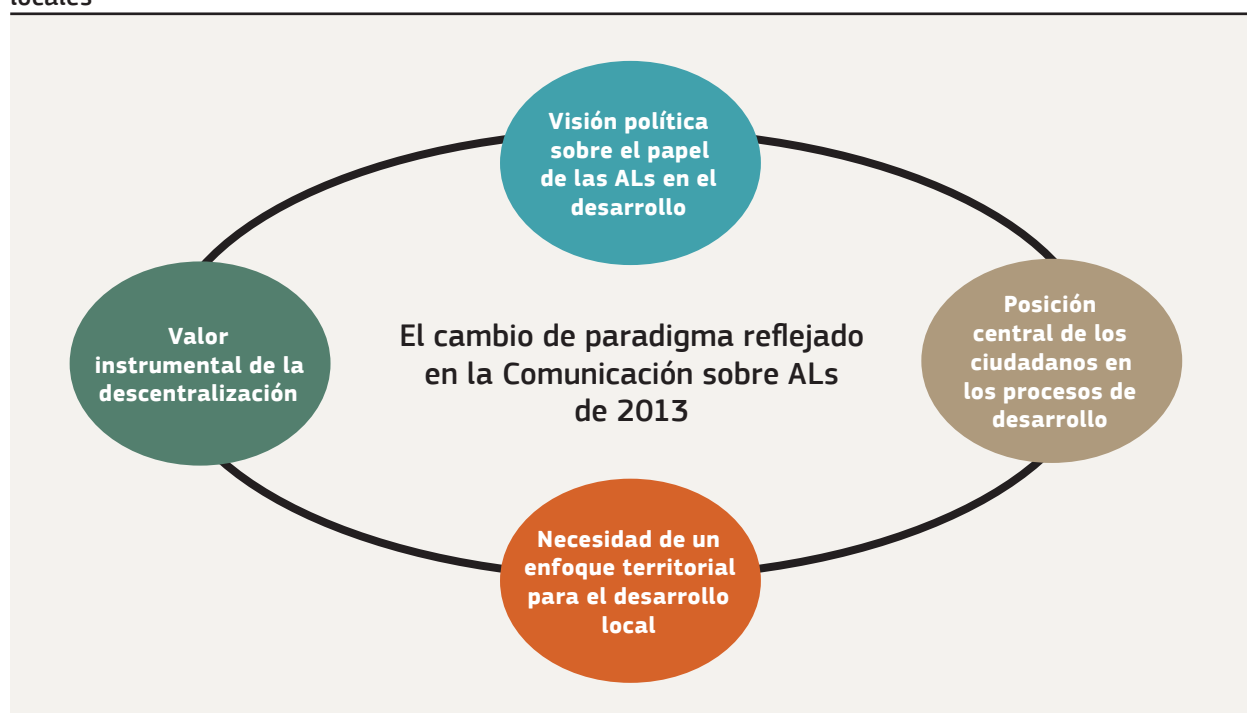 locales
Visión política
sobre el papel
de las ALs en el
desarrollo
Valor
instrumental de la
descentralización
El cambio de paradigma reflejado
en la Comunicación sobre ALs
de 2013
Posición
central de los
ciudadanos en
los procesos de
desarrollo
Necesidad de un
enfoque territorial
para el desarrollo
local